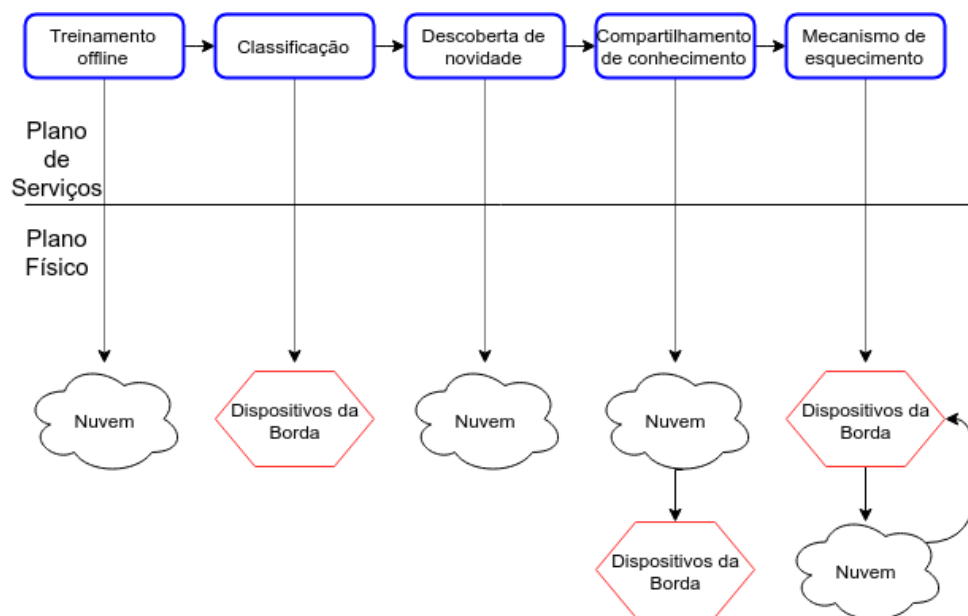 Treinamento
offline
Classificação
Descoberta de
novidade
Compartilhamento
de conhecimento
Mecanismo de
esquecimento
Plano
de
Serviços
Plano
Físico
Nuvem
Dispositivos da
Borda
Nuvem
Nuvem
Dispositivos da
Borda
Dispositivos da
Borda
Nuvem